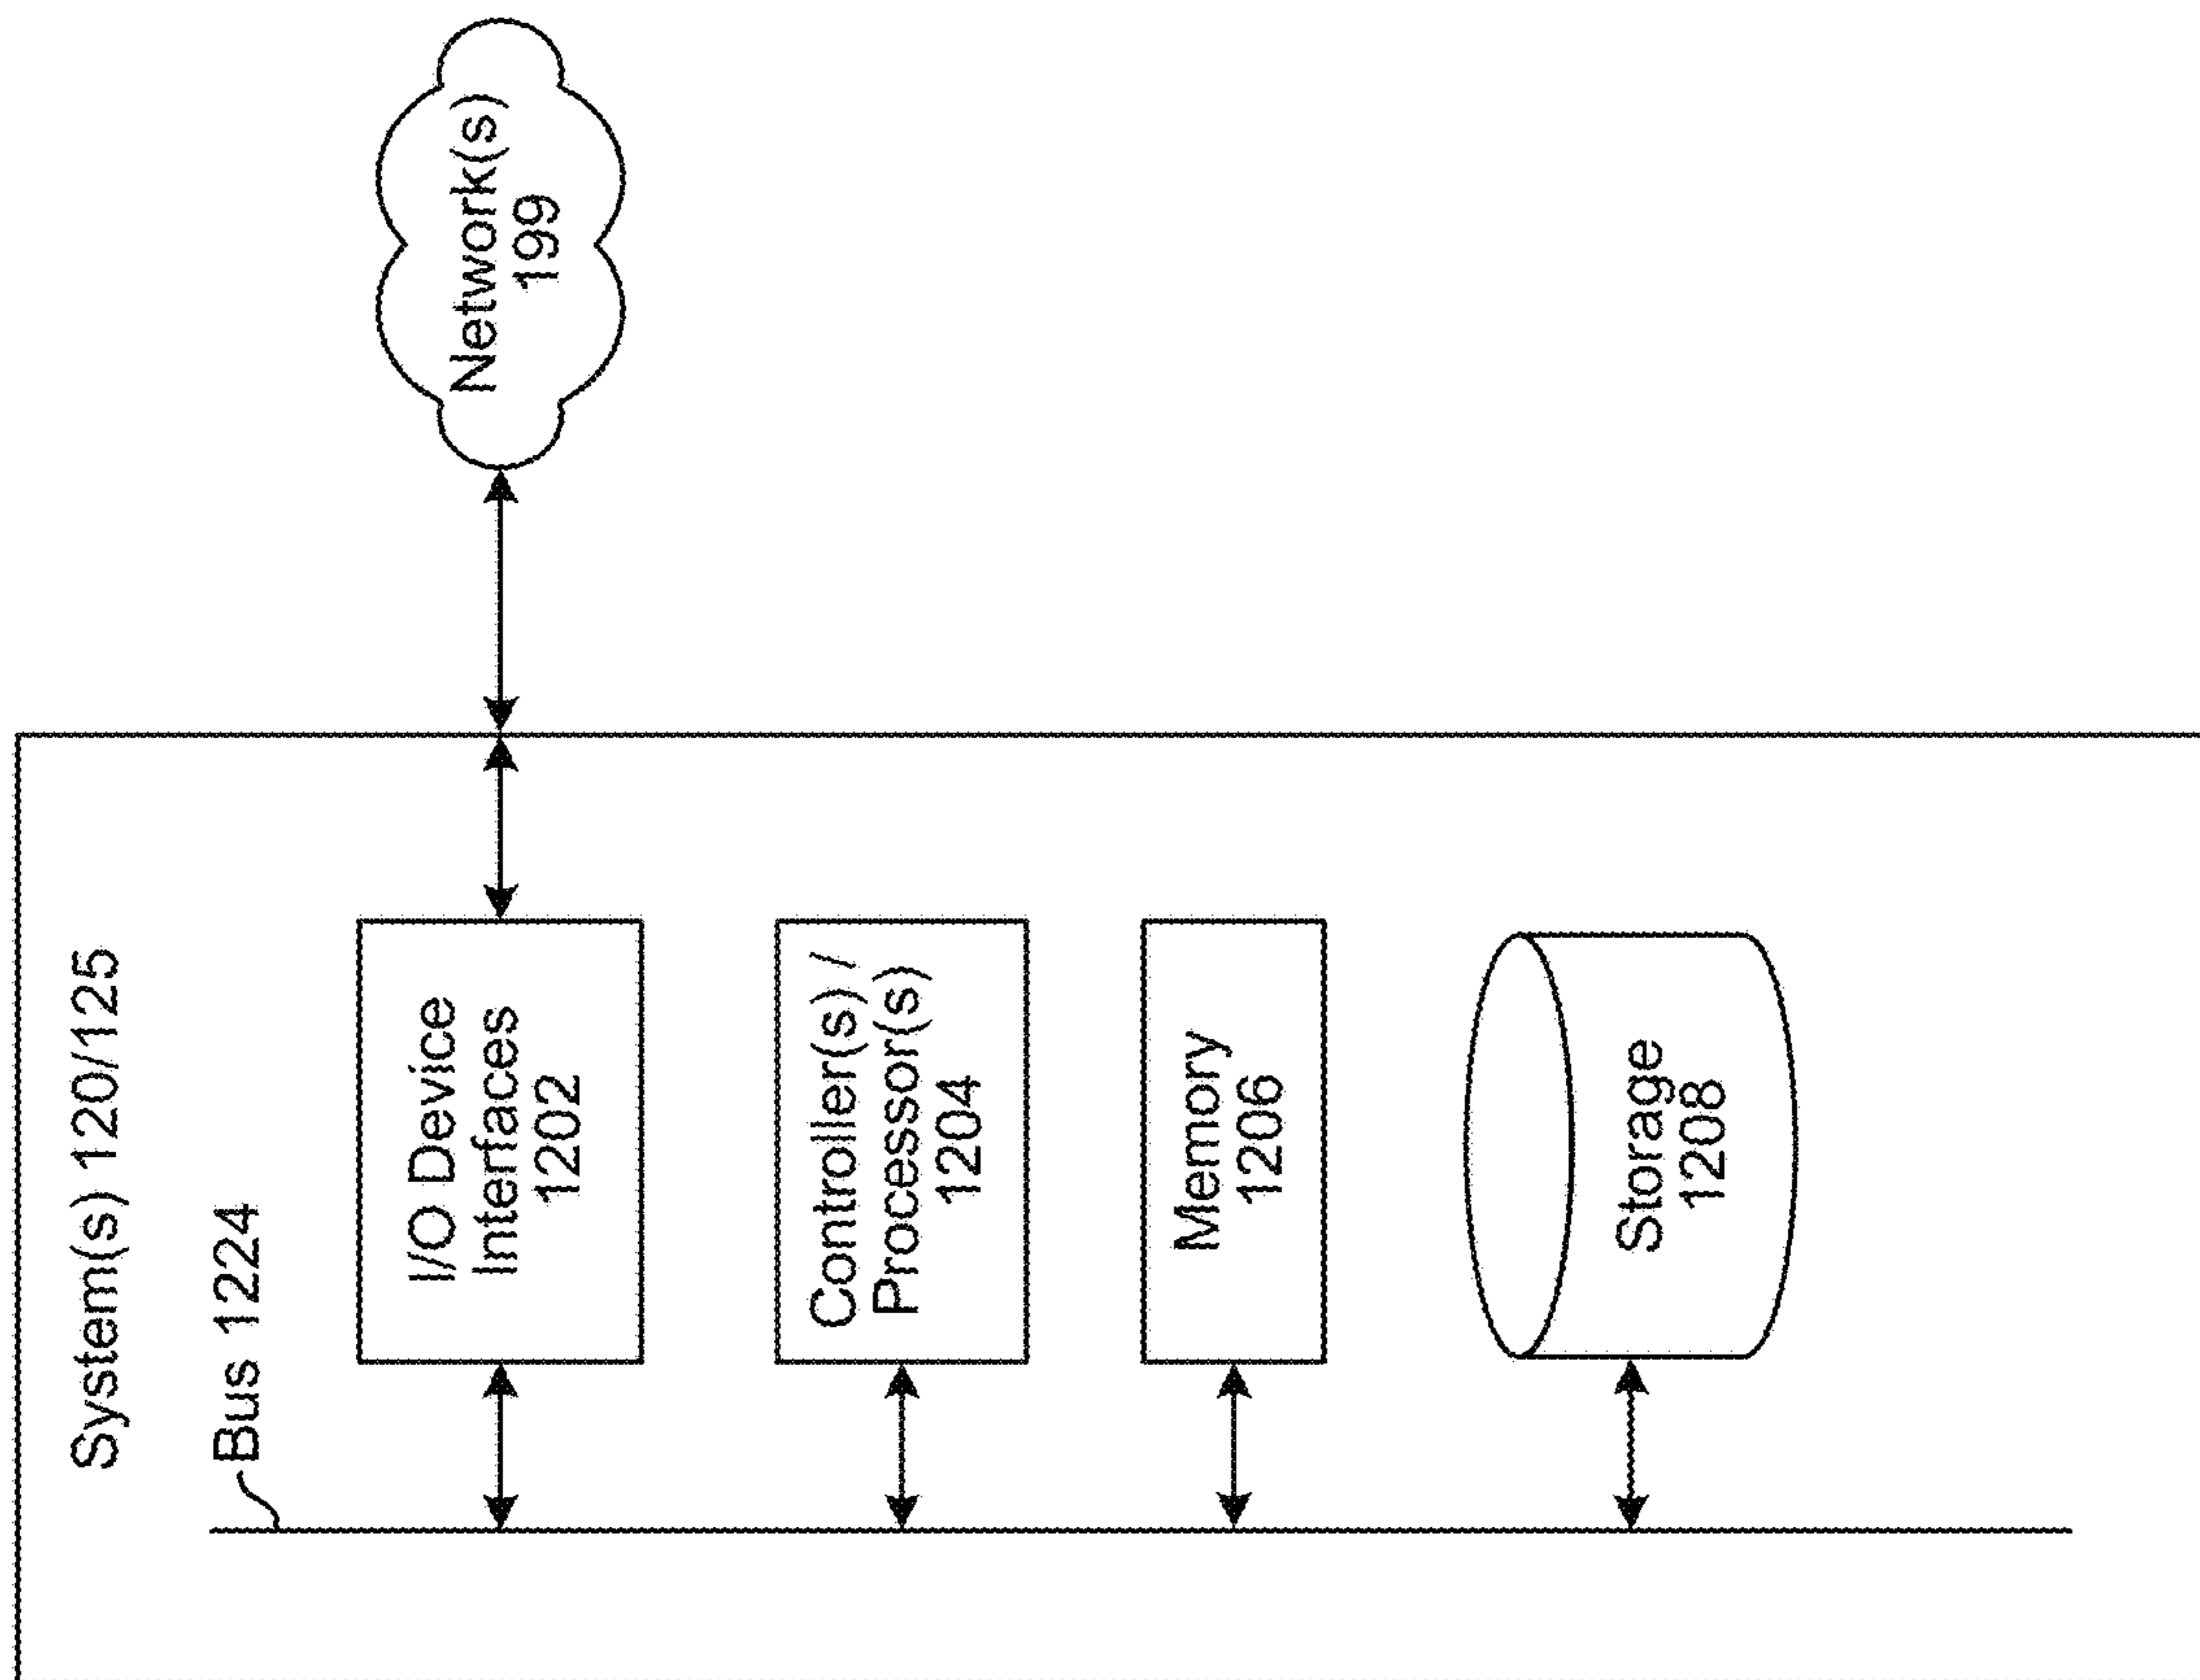 System(s) 120/125
Bus 1224
I/O Device
Interfaces
1202
Network(s)
199
Controller(s) /
Processor(s)
1204
Memory
1206
Storage
1208